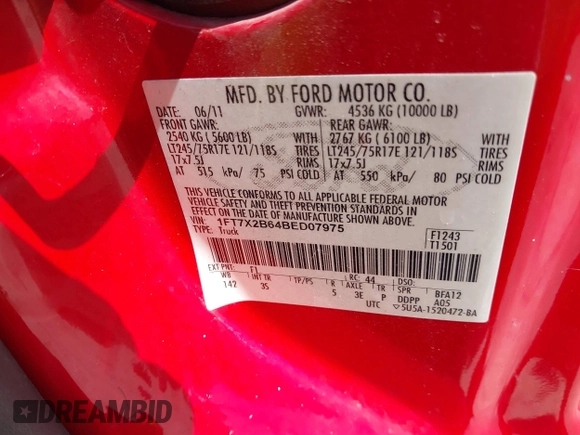 MFD. BY FORD MOTOR CO.
DATE: 06/11 GVWR: 4536 KG (10000 LB)
FRONT GAWR: REAR GAWR:
2540 KG ( 5600 LB) WITH 2767 KG ( 6100 LB) WITH
LT245/75R17E 121/118S TIRES LT245/75R17E 121/118S TIRES
17x7.5J RIMS 17x7.5J RIMS
AT 515 kPa/ 75 PSI COLD AT 550 kPa/ 80 PSI COLD
THIS VEHICLE CONFORMS TO ALL APPLICABLE FEDERAL MOTOR
VEHICLE SAFETY AND THEFT PREVENTION STANDARDS IN
EFFECT ON THE DATE OF MANUFACTURE SHOWN ABOVE.
VIN: 1FT7X2B64BED07975
TYPE: Truck
F1243
T1501
EXT PNT: F1 RC: 44 DSO:
WB INT TR TP/PS R AXLE TR SPR BFA12
142 3S 5 3E P DDPP A05
UTC ▽5U5A-1520472-BA
DREAMBID